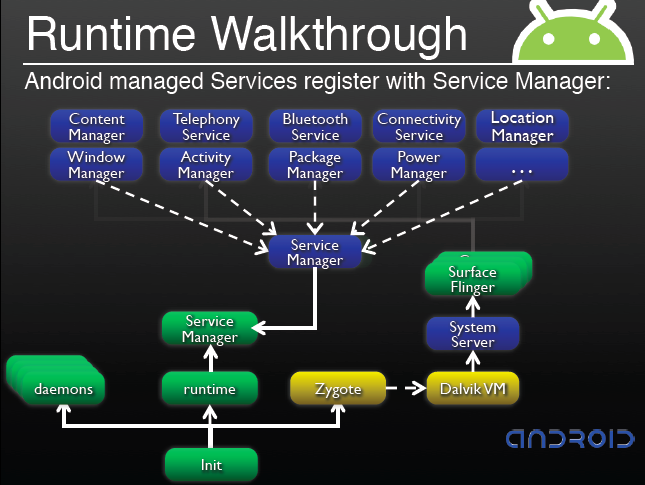 Runtime Walkthrough
Android managed Services register with Service Manager:
Content
Manager
Telephony
Service
Bluetooth
Service
Connectivity
Service
Location
Manager
Window
Manager
Activity
Manager
Package
Manager
Power
Manager
...
Service
Manager
Surface
Flinger
Service
Manager
System
Server
daemons
runtime
Zygote
Dalvik VM
Init
ANDROID